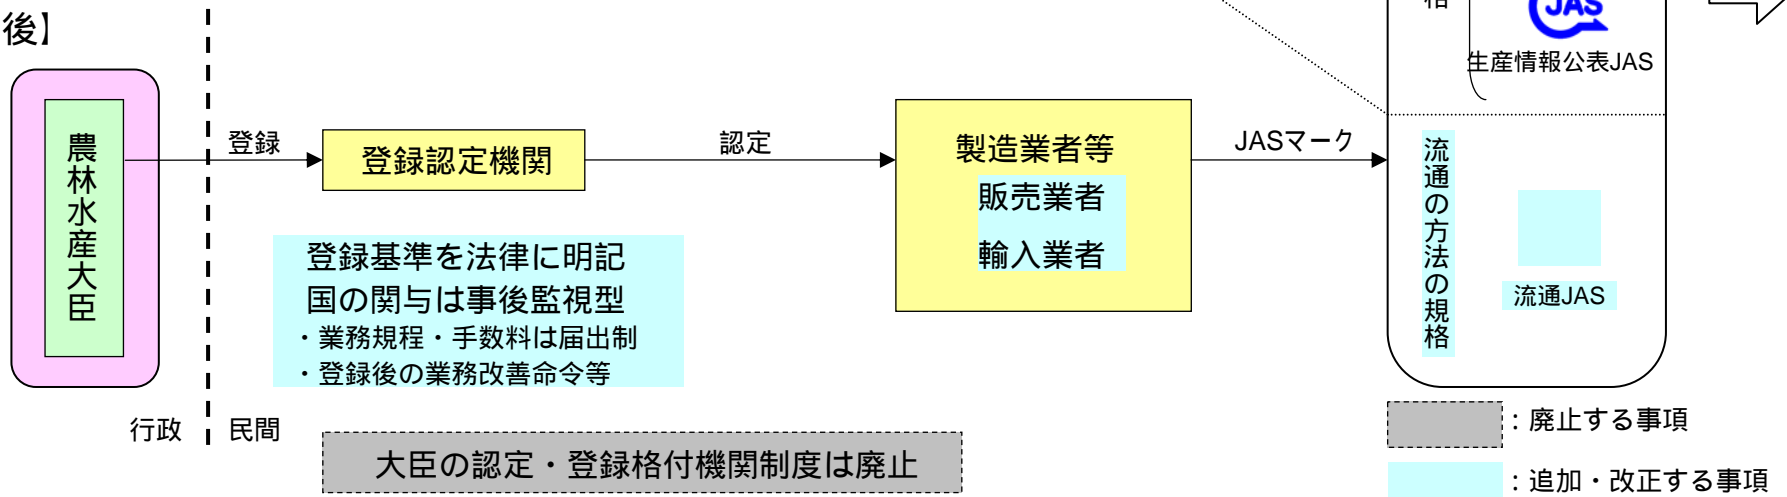 後】
格
JAS
生産情報公表JAS
農林水産大臣
登録
登録認定機関
認定
製造業者等
販売業者
輸入業者
JASマーク
流通の方法の規格
流通JAS
登録基準を法律に明記
国の関与は事後監視型
・業務規程・手数料は届出制
・登録後の業務改善命令等
行政
民間
大臣の認定・登録格付機関制度は廃止
：廃止する事項
：追加・改正する事項